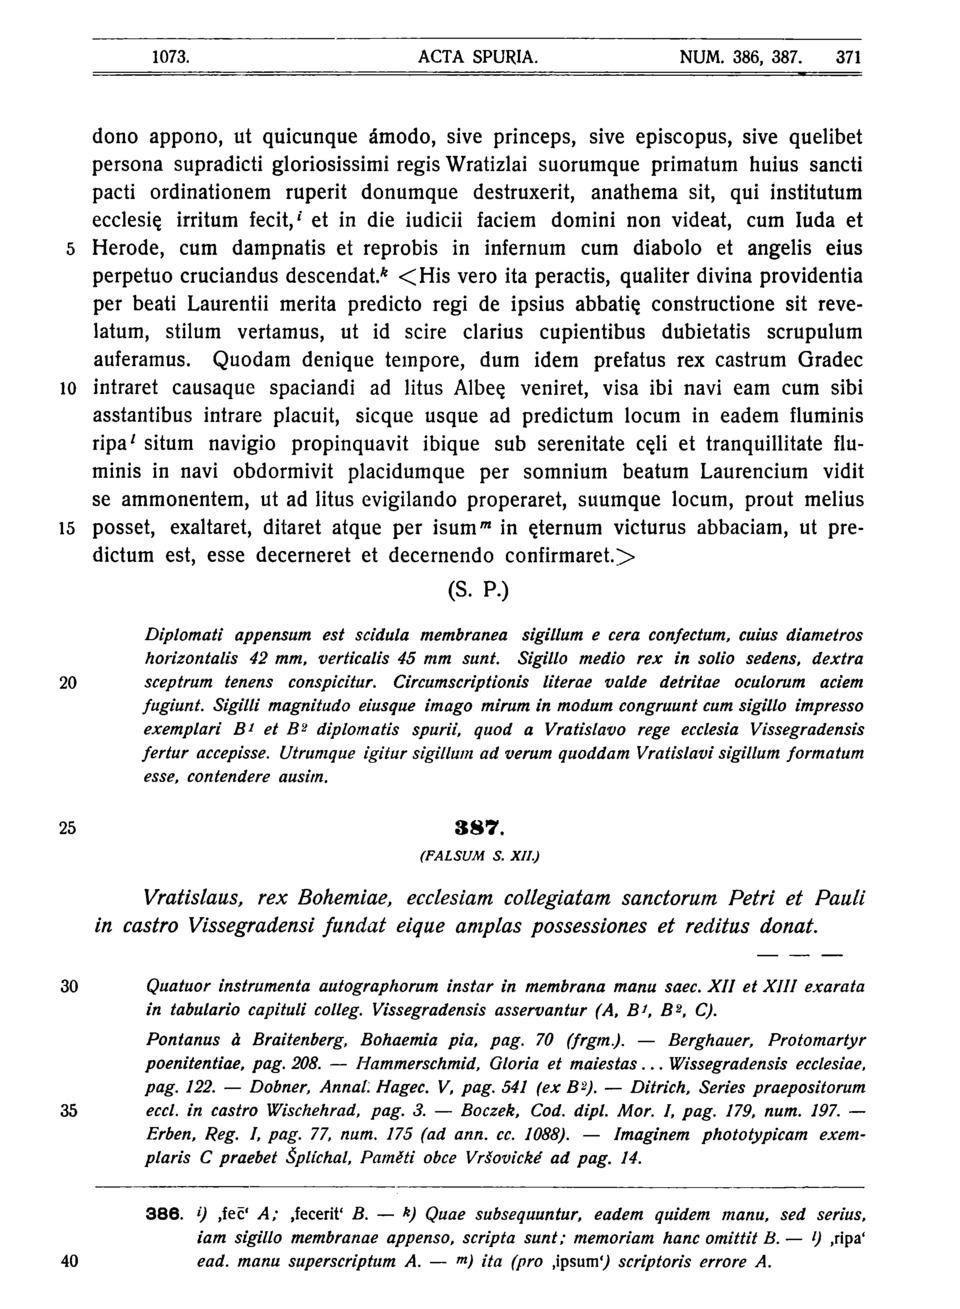 1073. ACTA SPURIA. NUM. 386, 387. 371
dono appono, ut quicunque ámodo, sive princeps, sive episcopus, sive quelibet
persona supradicti gloriosissimi regis Wratizlai suorumque primatum huius sancti
pacti ordinationem ruperit donumque destruxerit, anathema sit, qui institutum
ecclesię irritum fecit,ⁱ et in die iudicii faciem domini non videat, cum Iuda et
5 Herode, cum dampnatis et reprobis in infernum cum diabolo et angelis eius
perpetuo cruciandus descendat.ᵏ <His vero ita peractis, qualiter divina providentia
per beati Laurentii merita predicto regi de ipsius abbatię constructione sit reve-
latum, stilum vertamus, ut id scire clarius cupientibus dubietatis scrupulum
auferamus. Quodam denique tempore, dum idem prefatus rex castrum Gradec
10 intraret causaque spaciandi ad litus Albeę veniret, visa ibi navi eam cum sibi
asstantibus intrare placuit, sicque usque ad predictum locum in eadem fluminis
ripaˡ situm navigio propinquavit ibique sub serenitate cęli et tranquillitate flu-
minis in navi obdormivit placidumque per somnium beatum Laurencium vidit
se ammonentem, ut ad litus evigilando properaret, suumque locum, prout melius
15 posset, exaltaret, ditaret atque per isumᵐ in ęternum victurus abbaciam, ut pre-
dictum est, esse decerneret et decernendo confirmaret.>
(S. P.)
Diplomati appensum est scidula membranea sigillum e cera confectum, cuius diametros
horizontalis 42 mm, verticalis 45 mm sunt. Sigillo medio rex in solio sedens, dextra
20 sceptrum tenens conspicitur. Circumscriptionis literae valde detritae oculorum aciem
fugiunt. Sigilli magnitudo eiusque imago mirum in modum congruunt cum sigillo impresso
exemplari B¹ et B² diplomatis spurii, quod a Vratislavo rege ecclesia Vissegradensis
fertur accepisse. Utrumque igitur sigillum ad verum quoddam Vratislavi sigillum formatum
esse, contendere ausim.
25 387.
(FALSUM S. XII.)
Vratislaus, rex Bohemiae, ecclesiam collegiatam sanctorum Petri et Pauli
in castro Vissegradensi fundat eique amplas possessiones et reditus donat.
— — —
30 Quatuor instrumenta autographorum instar in membrana manu saec. XII et XIII exarata
in tabulario capituli colleg. Vissegradensis asservantur (A, B¹, B², C).
Pontanus à Braitenberg, Bohaemia pia, pag. 70 (frgm.). — Berghauer, Protomartyr
poenitentiae, pag. 208. — Hammerschmid, Gloria et maiestas... Wissegradensis ecclesiae,
pag. 122. — Dobner, Annal. Hagec. V, pag. 541 (ex B²). — Ditrich, Series praepositorum
35 eccl. in castro Wischehrad, pag. 3. — Boczek, Cod. dipl. Mor. I, pag. 179, num. 197. —
Erben, Reg. I, pag. 77, num. 175 (ad ann. cc. 1088). — Imaginem phototypicam exem-
plaris C praebet Šplíchal, Paměti obce Vršovické ad pag. 14.
386. i) ‚fec̄‘ A; ‚fecerit‘ B. — k) Quae subsequuntur, eadem quidem manu, sed serius,
iam sigillo membranae appenso, scripta sunt; memoriam hanc omittit B. — l) ‚ripa‘
40 ead. manu superscriptum A. — m) ita (pro ‚ipsum‘) scriptoris errore A.